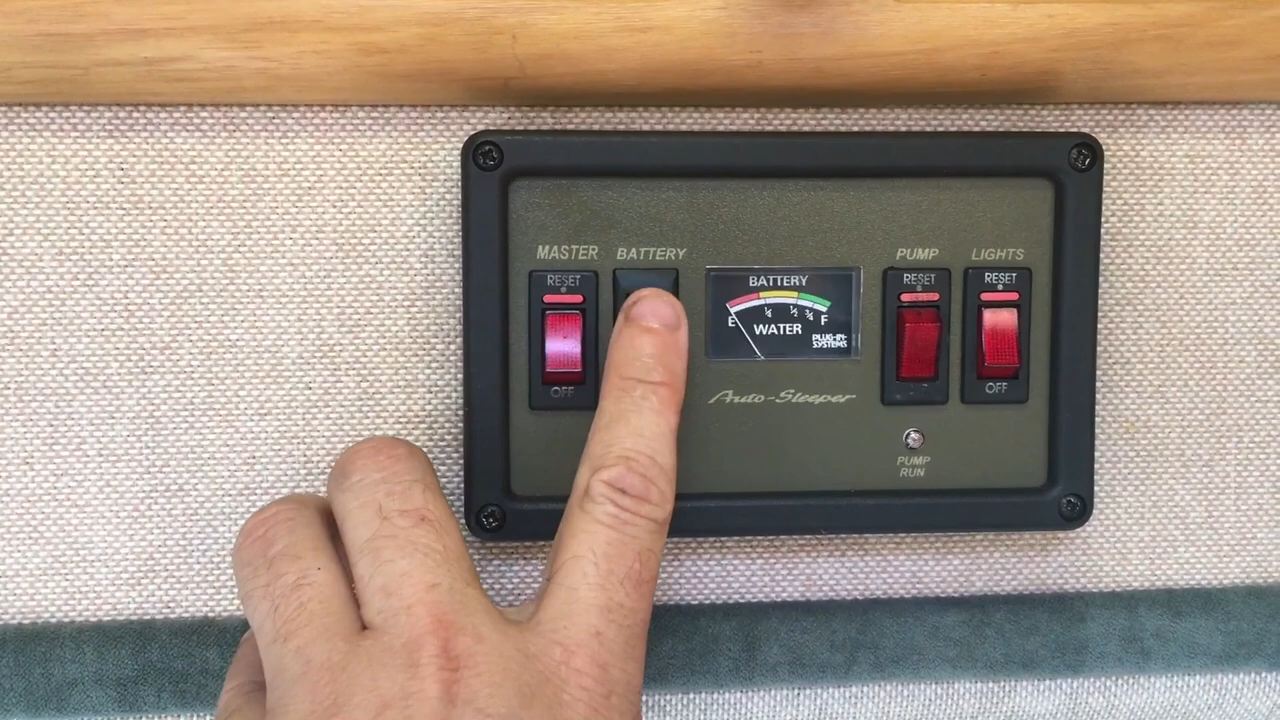 MASTER BATTERY PUMP LIGHTS
RESET
BATTERY
RESET
RESET
E ¼ ½ ¾ F
WATER
PLUG-IN-
SYSTEMS
OFF
Auto-Sleeper
OFF
PUMP
RUN